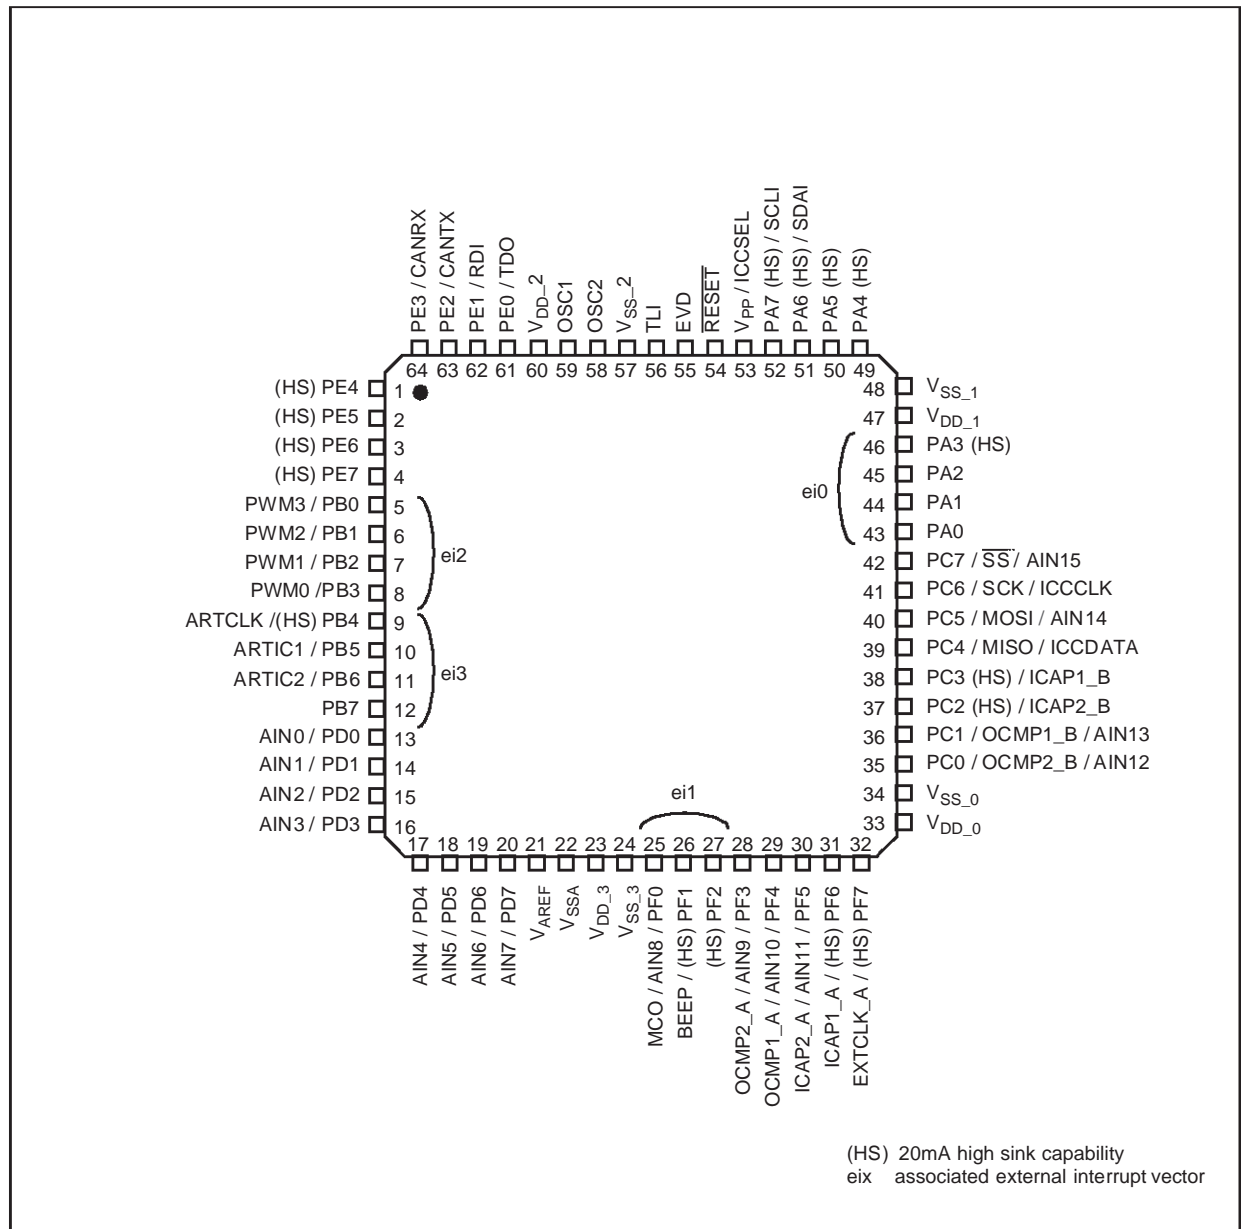 PE3 / CANRX
PE2 / CANTX
PE1 / RDI
PE0 / TDO
VDD_2
OSC1
OSC2
VSS_2
TLI
EVD
RESET
VPP / ICCSEL
PA7 (HS) / SCLI
PA6 (HS) / SDAI
PA5 (HS)
PA4 (HS)
64 63 62 61 60 59 58 57 56 55 54 53 52 51 50 49
(HS) PE4 1
(HS) PE5 2
(HS) PE6 3
(HS) PE7 4
PWM3 / PB0 5
PWM2 / PB1 6
PWM1 / PB2 7
PWM0 /PB3 8
ei2
ARTCLK /(HS) PB4 9
ARTIC1 / PB5 10
ARTIC2 / PB6 11
PB7 12
ei3
AIN0 / PD0 13
AIN1 / PD1 14
AIN2 / PD2 15
AIN3 / PD3 16
48 VSS_1
47 VDD_1
46 PA3 (HS)
45 PA2
44 PA1
43 PA0
ei0
42 PC7 / SS / AIN15
41 PC6 / SCK / ICCCLK
40 PC5 / MOSI / AIN14
39 PC4 / MISO / ICCDATA
38 PC3 (HS) / ICAP1_B
37 PC2 (HS) / ICAP2_B
36 PC1 / OCMP1_B / AIN13
35 PC0 / OCMP2_B / AIN12
34 VSS_0
33 VDD_0
ei1
17 18 19 20 21 22 23 24 25 26 27 28 29 30 31 32
AIN4 / PD4
AIN5 / PD5
AIN6 / PD6
AIN7 / PD7
VAREF
VSSA
VDD_3
VSS_3
MCO / AIN8 / PF0
BEEP / (HS) PF1
(HS) PF2
OCMP2_A / AIN9 / PF3
OCMP1_A / AIN10 / PF4
ICAP2_A / AIN11 / PF5
ICAP1_A / (HS) PF6
EXTCLK_A / (HS) PF7
(HS) 20mA high sink capability
eix associated external interrupt vector